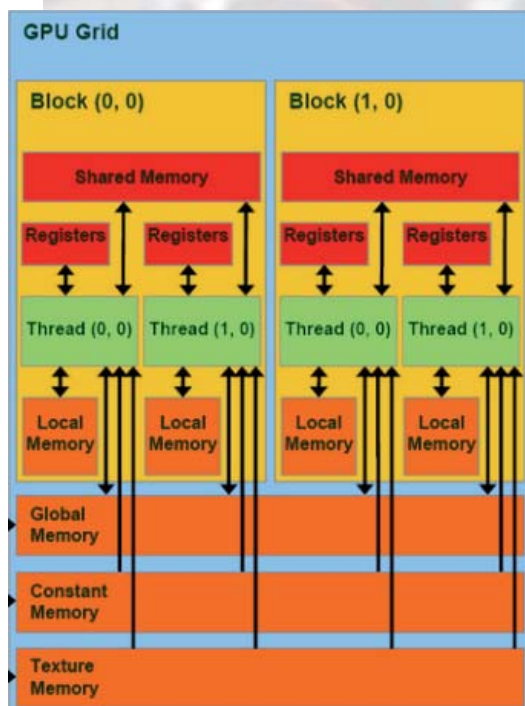 GPU Grid
Block (0, 0)
Block (1, 0)
Shared Memory
Shared Memory
Registers
Registers
Registers
Registers
Thread (0, 0)
Thread (1, 0)
Thread (0, 0)
Thread (1, 0)
Local
Memory
Local
Memory
Local
Memory
Local
Memory
Global
Memory
Constant
Memory
Texture
Memory